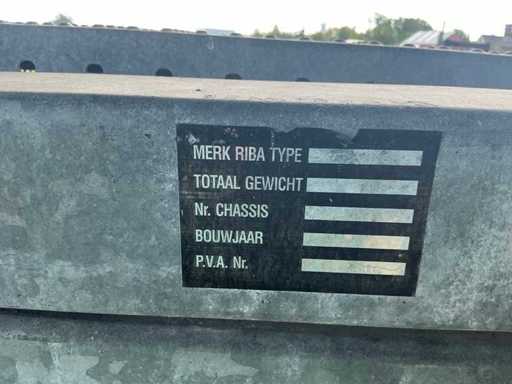 MERK RIBA TYPE
TOTAAL GEWICHT
Nr. CHASSIS
BOUWJAAR
P.V.A. Nr.